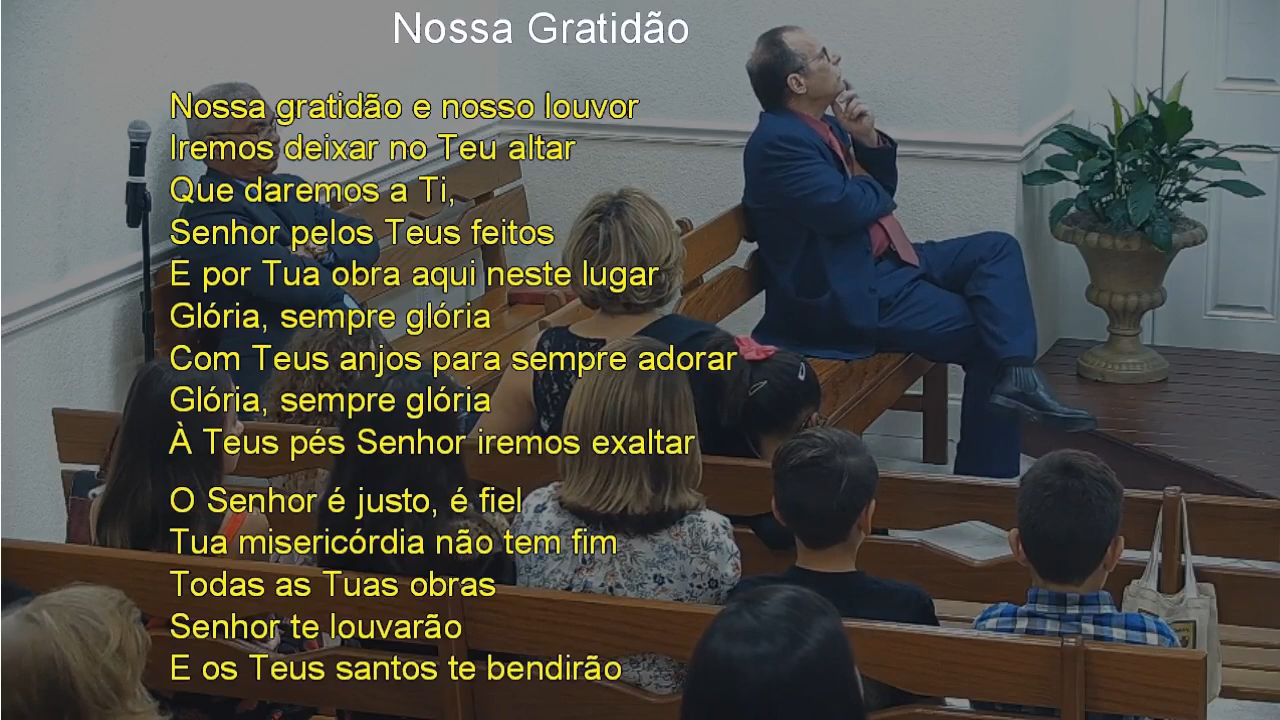 Nossa Gratidão
Nossa gratidão e nosso louvor
Iremos deixar no Teu altar
Que daremos a Ti,
Senhor pelos Teus feitos
E por Tua obra aqui neste lugar
Glória, sempre glória
Com Teus anjos para sempre adorar
Glória, sempre glória
À Teus pés Senhor iremos exaltar
O Senhor é justo, é fiel
Tua misericórdia não tem fim
Todas as Tuas obras
Senhor te louvarão
E os Teus santos te bendirão